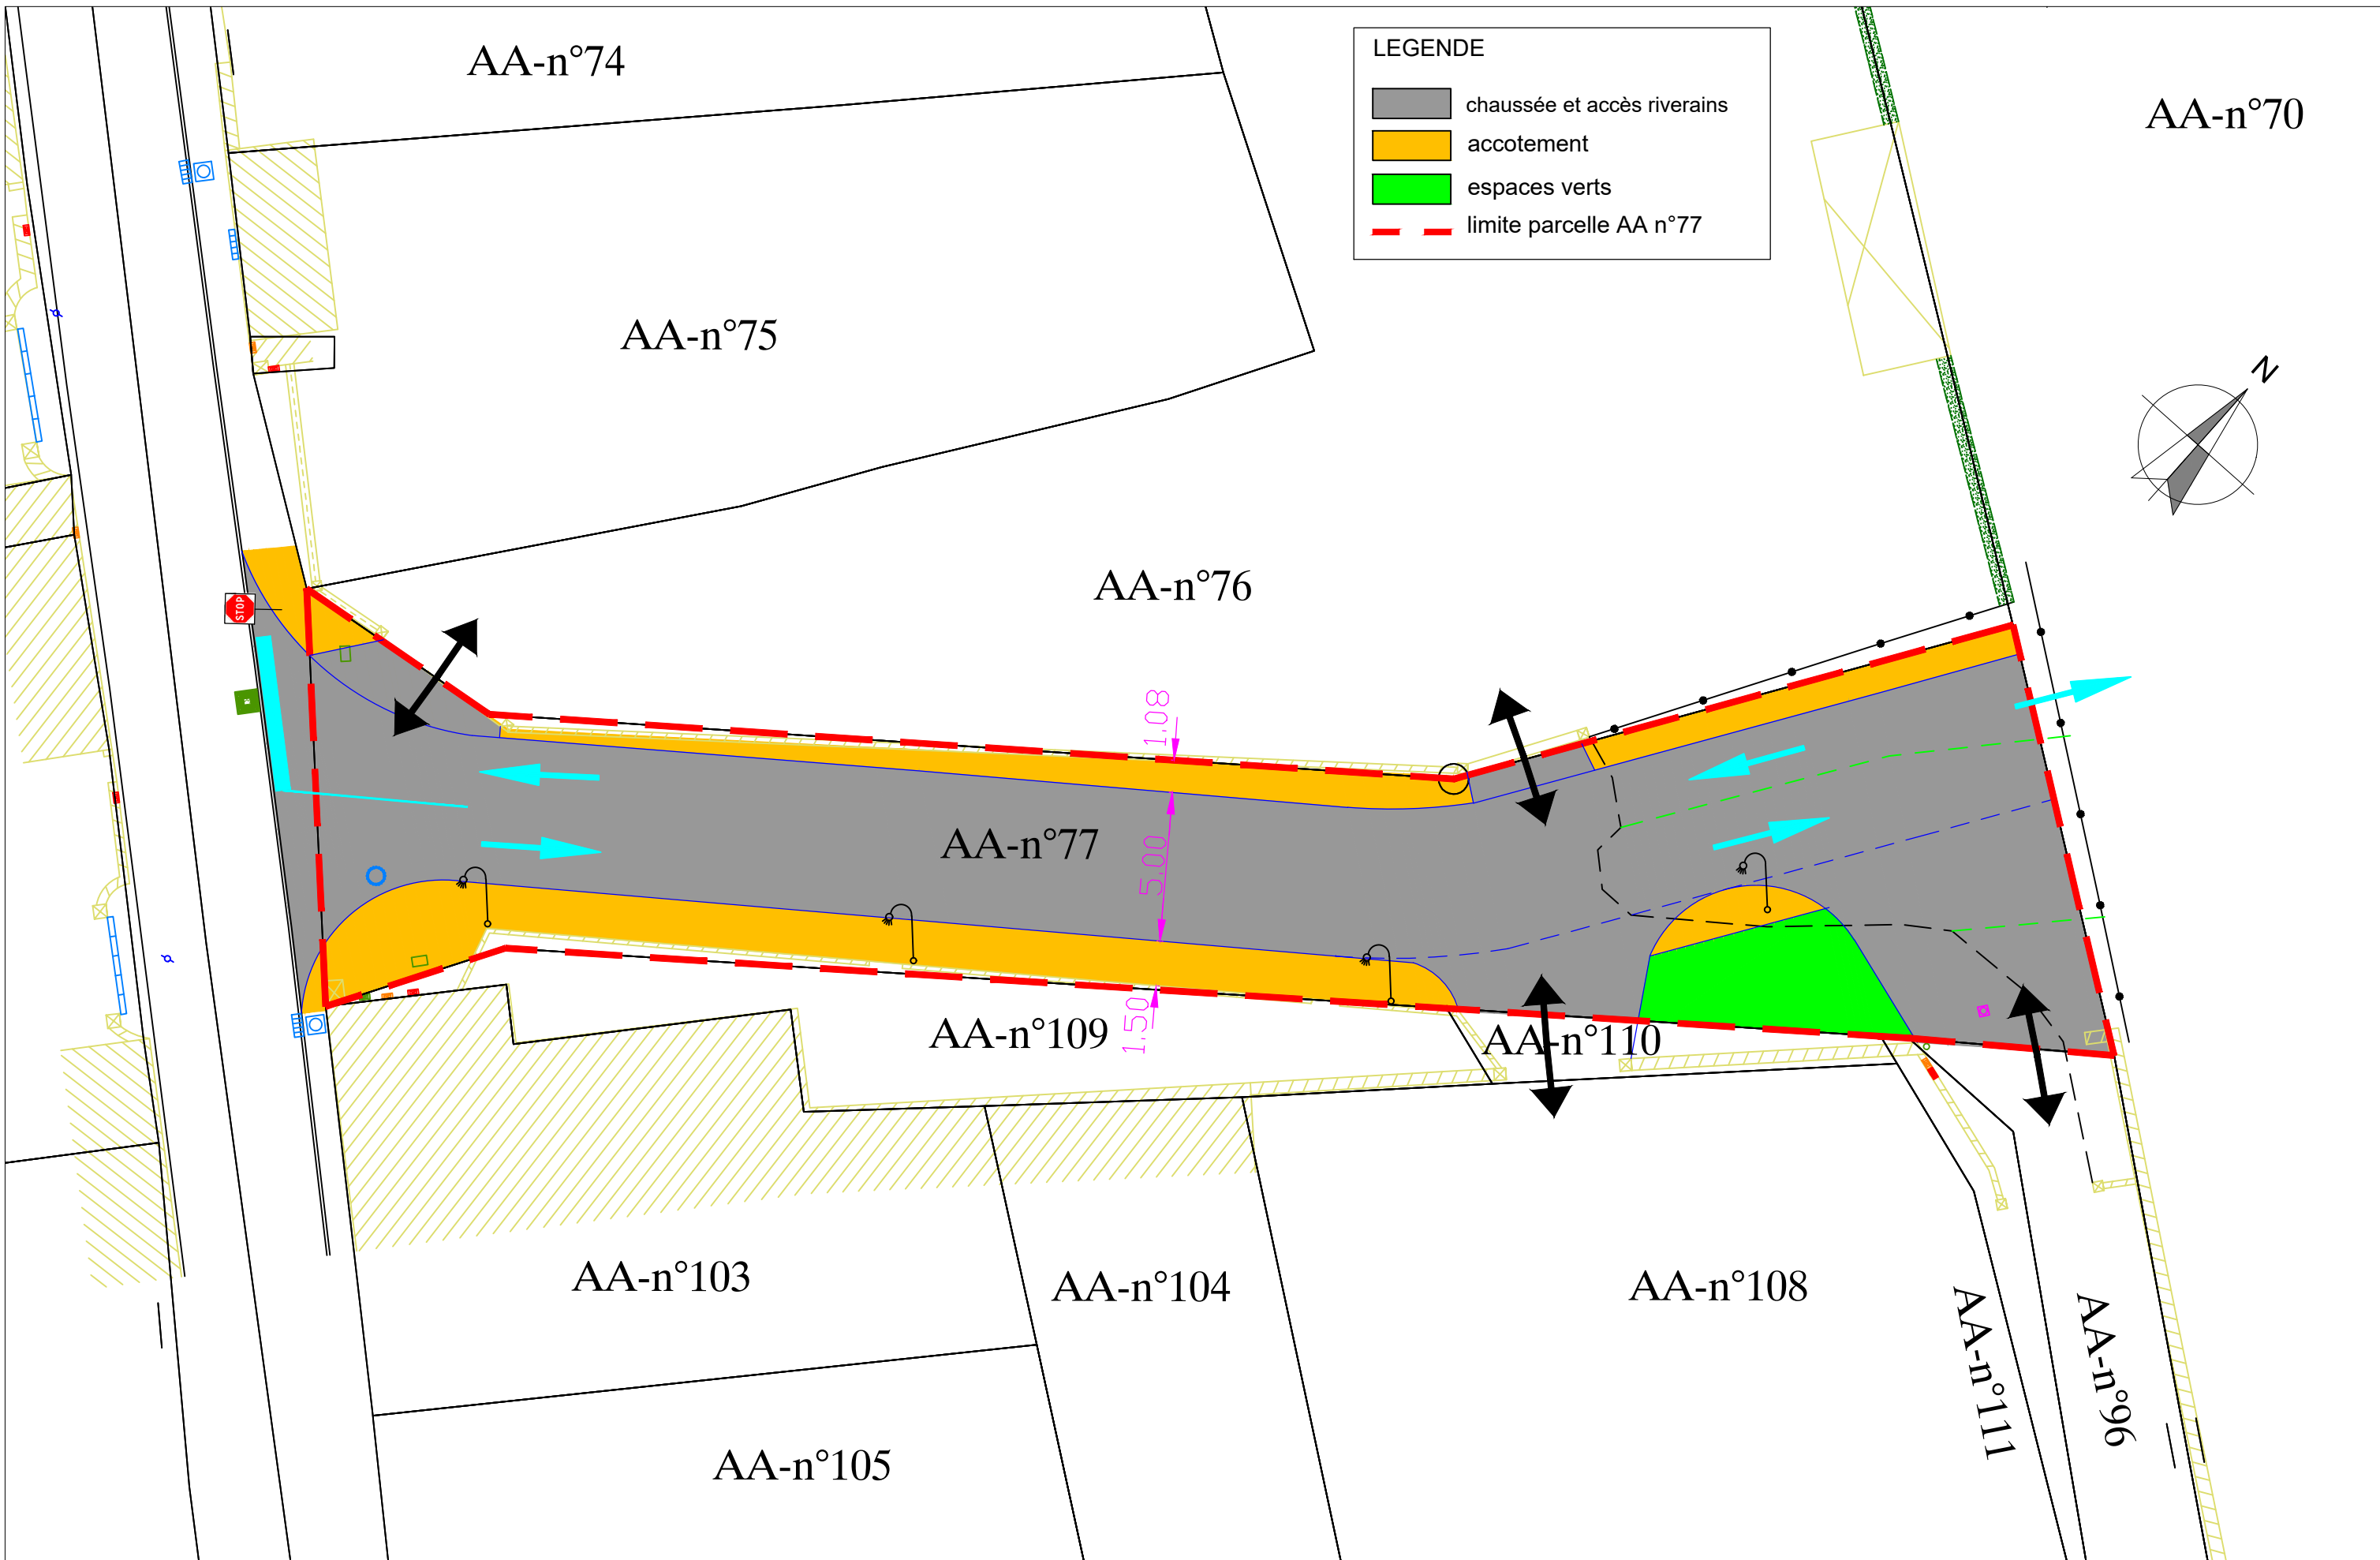 AA-n°74
LEGENDE
chaussée et accès riverains
accotement
espaces verts
limite parcelle AA n°77
AA-n°70
AA-n°75
N
AA-n°76
STOP
1.08
AA-n°77
5.00
AA-n°109
1.50
AA-n°110
AA-n°103
AA-n°104
AA-n°108
AA-n°111
AA-n°96
AA-n°105